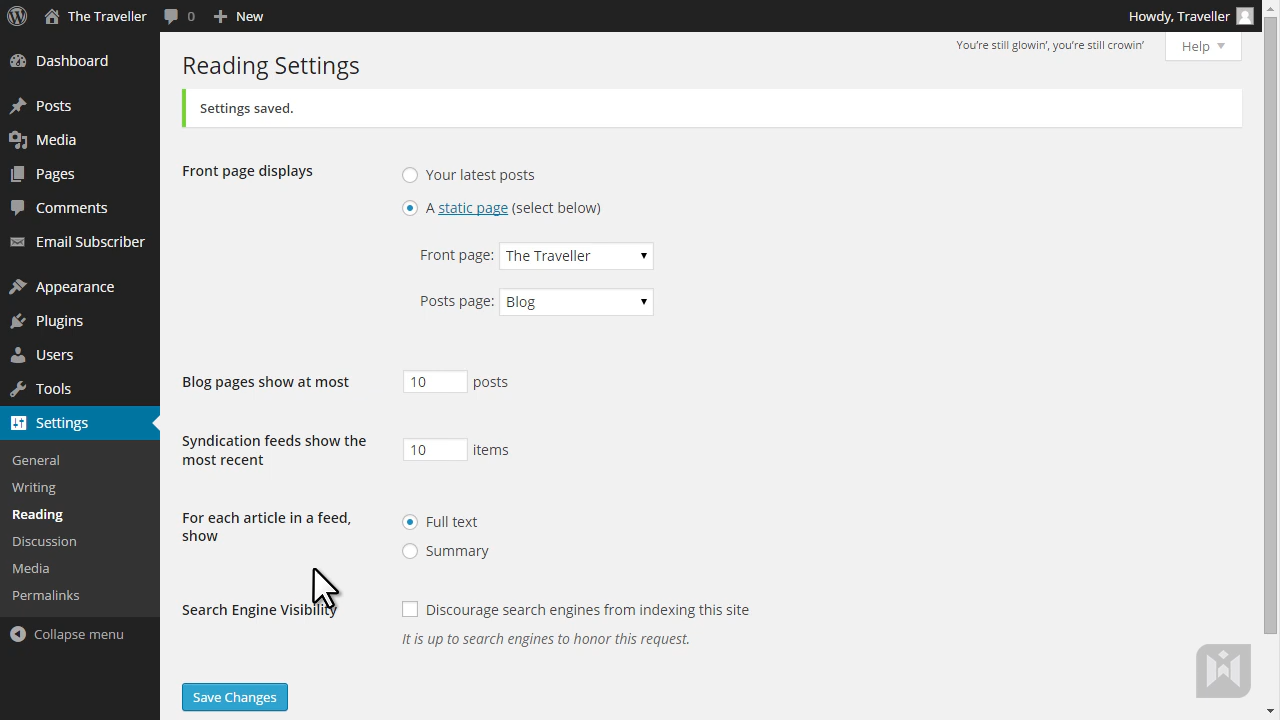 The Traveller
0
New
Howdy, Traveller
You're still glowin', you're still crowin'
Help
Dashboard
Posts
Media
Pages
Comments
Email Subscriber
Appearance
Plugins
Users
Tools
Settings
General
Writing
Reading
Discussion
Media
Permalinks
Collapse menu
Reading Settings
Settings saved.
Front page displays
Your latest posts
A static page (select below)
Front page: The Traveller
Posts page: Blog
Blog pages show at most
10 posts
Syndication feeds show the
most recent
10 items
For each article in a feed,
show
Full text
Summary
Search Engine Visibility
Discourage search engines from indexing this site
It is up to search engines to honor this request.
Save Changes